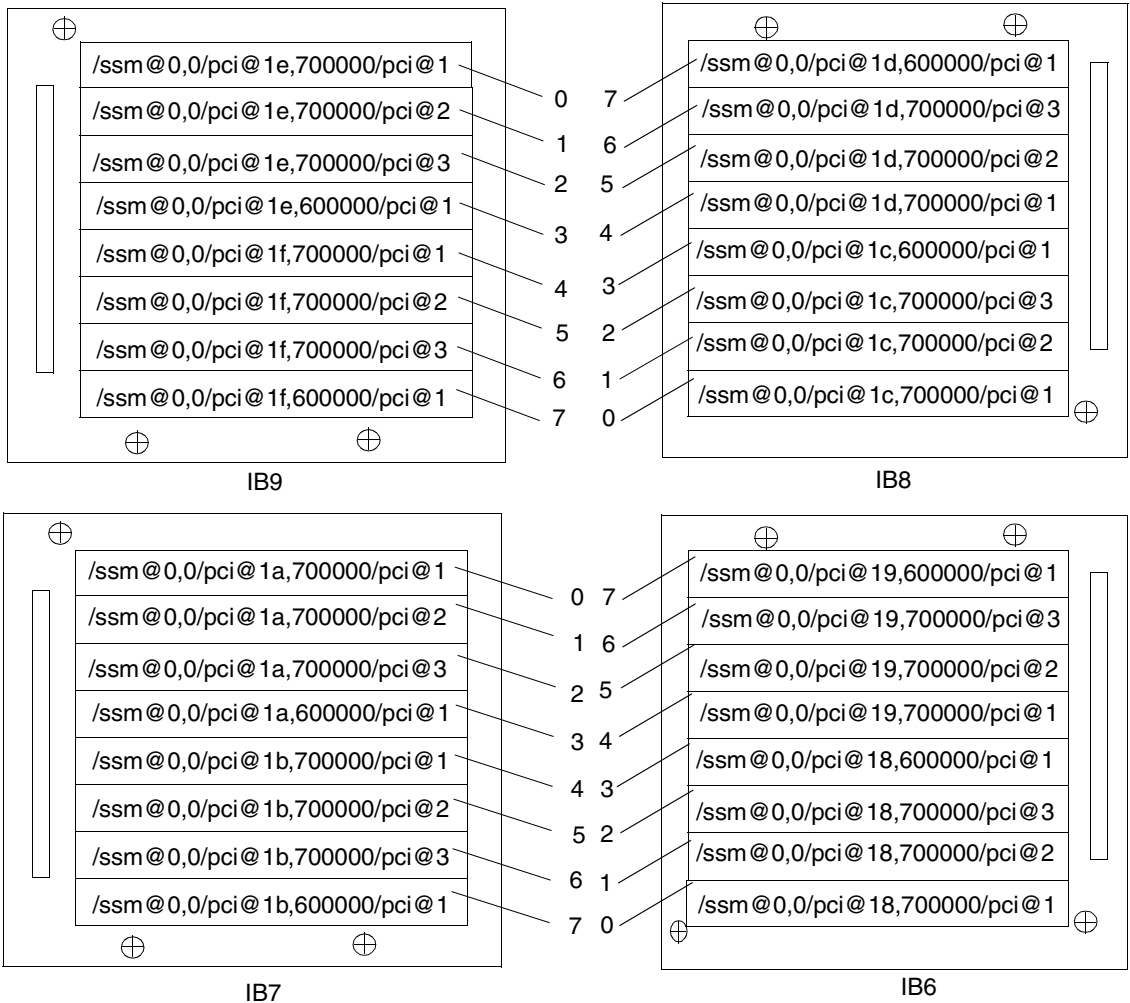 /ssm@0,0/pci@1e,700000/pci@1 0
/ssm@0,0/pci@1e,700000/pci@2 1
/ssm@0,0/pci@1e,700000/pci@3 2
/ssm@0,0/pci@1e,600000/pci@1 3
/ssm@0,0/pci@1f,700000/pci@1 4
/ssm@0,0/pci@1f,700000/pci@2 5
/ssm@0,0/pci@1f,700000/pci@3 6
/ssm@0,0/pci@1f,600000/pci@1 7
IB9
7 /ssm@0,0/pci@1d,600000/pci@1
6 /ssm@0,0/pci@1d,700000/pci@3
5 /ssm@0,0/pci@1d,700000/pci@2
4 /ssm@0,0/pci@1d,700000/pci@1
3 /ssm@0,0/pci@1c,600000/pci@1
2 /ssm@0,0/pci@1c,700000/pci@3
1 /ssm@0,0/pci@1c,700000/pci@2
0 /ssm@0,0/pci@1c,700000/pci@1
IB8
/ssm@0,0/pci@1a,700000/pci@1 0
/ssm@0,0/pci@1a,700000/pci@2 1
/ssm@0,0/pci@1a,700000/pci@3 2
/ssm@0,0/pci@1a,600000/pci@1 3
/ssm@0,0/pci@1b,700000/pci@1 4
/ssm@0,0/pci@1b,700000/pci@2 5
/ssm@0,0/pci@1b,700000/pci@3 6
/ssm@0,0/pci@1b,600000/pci@1 7
IB7
7 /ssm@0,0/pci@19,600000/pci@1
6 /ssm@0,0/pci@19,700000/pci@3
5 /ssm@0,0/pci@19,700000/pci@2
4 /ssm@0,0/pci@19,700000/pci@1
3 /ssm@0,0/pci@18,600000/pci@1
2 /ssm@0,0/pci@18,700000/pci@3
1 /ssm@0,0/pci@18,700000/pci@2
0 /ssm@0,0/pci@18,700000/pci@1
IB6